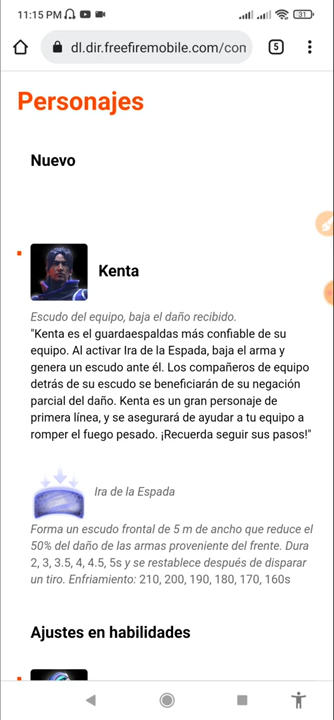 11:15 PM
31
dl.dir.freefiremobile.com/con
5
Personajes
Nuevo
Kenta
Escudo del equipo, baja el daño recibido.
"Kenta es el guardaespaldas más confiable de su
equipo. Al activar Ira de la Espada, baja el arma y
genera un escudo ante él. Los compañeros de equipo
detrás de su escudo se beneficiarán de su negación
parcial del daño. Kenta es un gran personaje de
primera línea, y se asegurará de ayudar a tu equipo a
romper el fuego pesado. ¡Recuerda seguir sus pasos!"
Ira de la Espada
Forma un escudo frontal de 5 m de ancho que reduce el
50% del daño de las armas proveniente del frente. Dura
2, 3, 3.5, 4, 4.5, 5s y se restablece después de disparar
un tiro. Enfriamiento: 210, 200, 190, 180, 170, 160s
Ajustes en habilidades